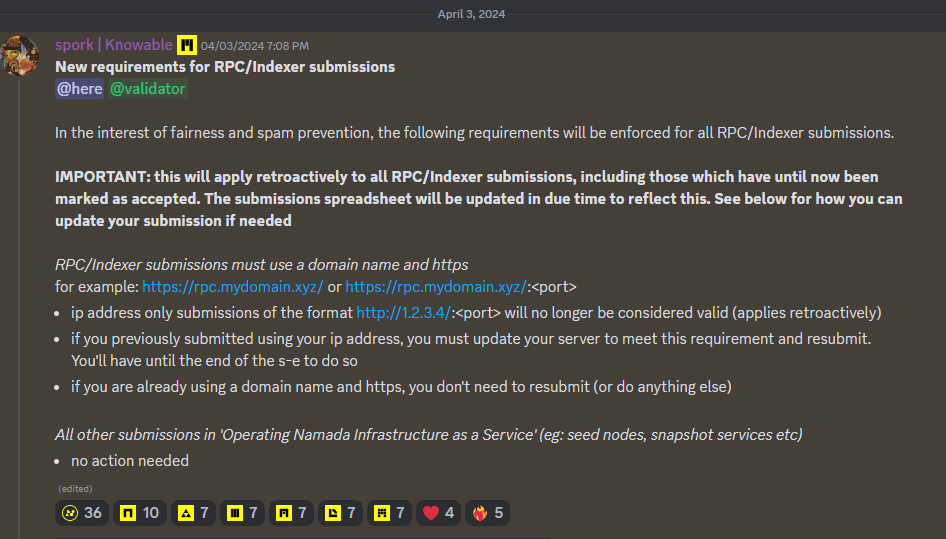 April 3, 2024
spork | Knowable 04/03/2024 7:08 PM
New requirements for RPC/Indexer submissions
@here @validator
In the interest of fairness and spam prevention, the following requirements will be enforced for all RPC/Indexer submissions.
IMPORTANT: this will apply retroactively to all RPC/Indexer submissions, including those which have until now been
marked as accepted. The submissions spreadsheet will be updated in due time to reflect this. See below for how you can
update your submission if needed
RPC/Indexer submissions must use a domain name and https
for example: https://rpc.mydomain.xyz/ or https://rpc.mydomain.xyz/:<port>
• ip address only submissions of the format http://1.2.3.4/:<port> will no longer be considered valid (applies retroactively)
• if you previously submitted using your ip address, you must update your server to meet this requirement and resubmit.
You'll have until the end of the s-e to do so
• if you are already using a domain name and https, you don't need to resubmit (or do anything else)
All other submissions in 'Operating Namada Infrastructure as a Service' (eg: seed nodes, snapshot services etc)
• no action needed
(edited)
36 10 7 7 7 7 7 4 5